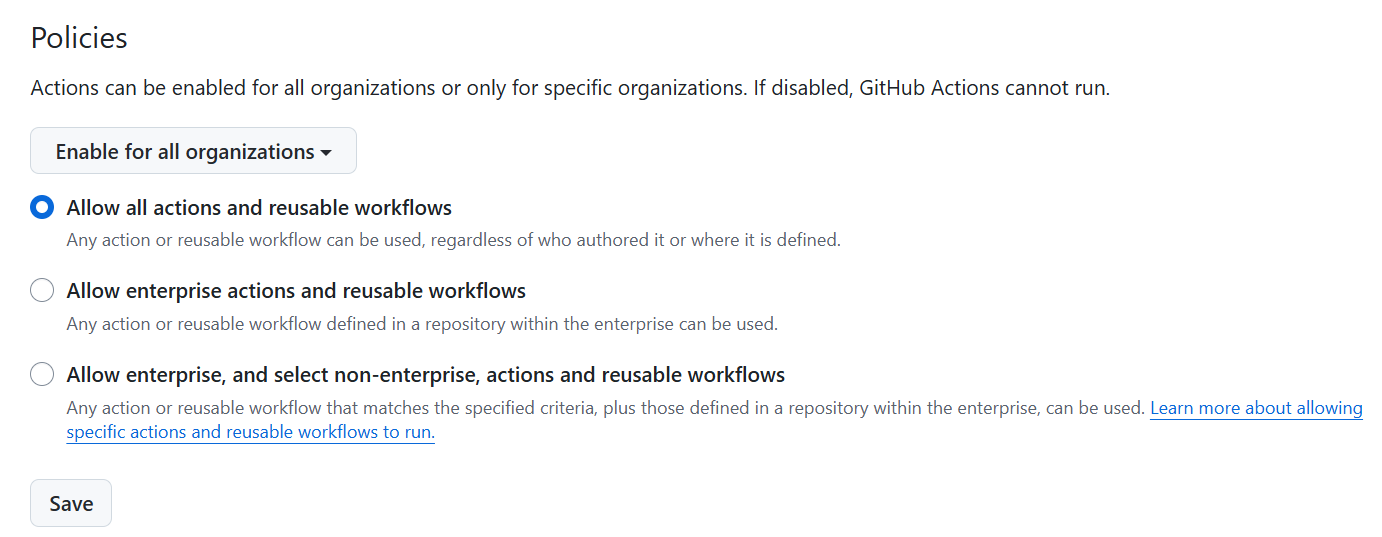 Policies
Actions can be enabled for all organizations or only for specific organizations. If disabled, GitHub Actions cannot run.
Enable for all organizations
Allow all actions and reusable workflows
Any action or reusable workflow can be used, regardless of who authored it or where it is defined.
Allow enterprise actions and reusable workflows
Any action or reusable workflow defined in a repository within the enterprise can be used.
Allow enterprise, and select non-enterprise, actions and reusable workflows
Any action or reusable workflow that matches the specified criteria, plus those defined in a repository within the enterprise, can be used. Learn more about allowing
specific actions and reusable workflows to run.
Save